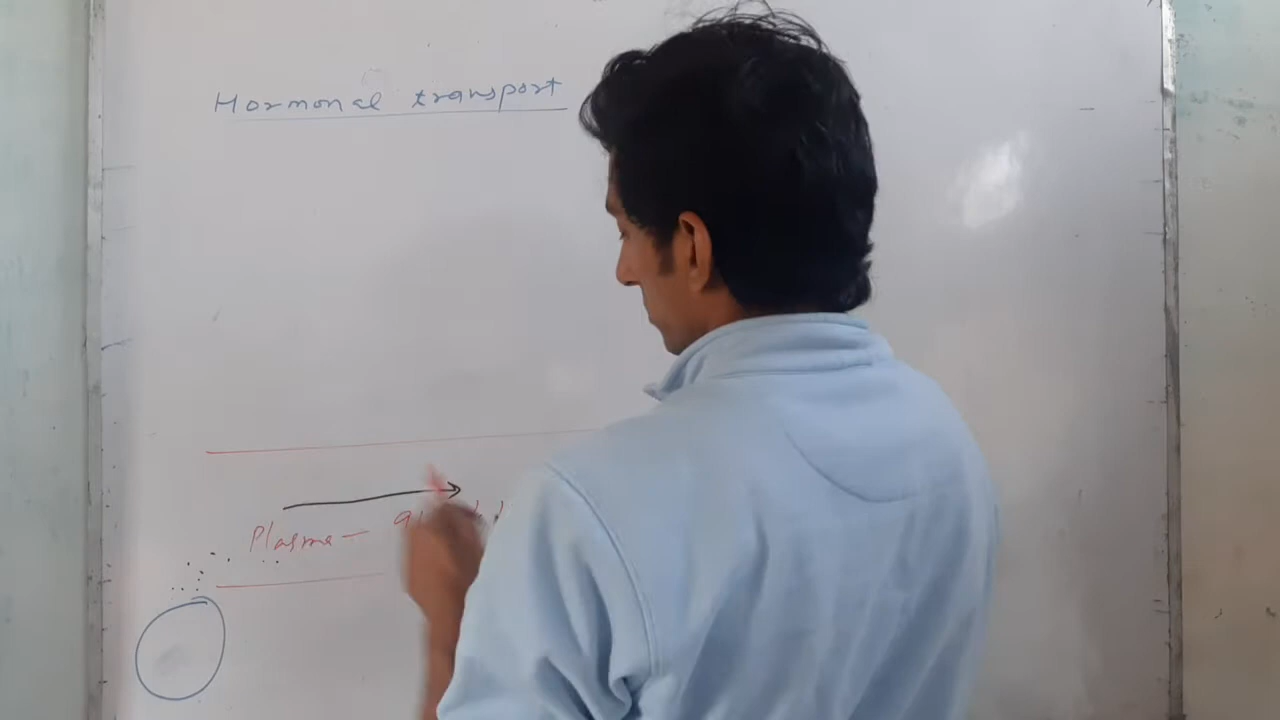 Hormonal transport
Plasma —